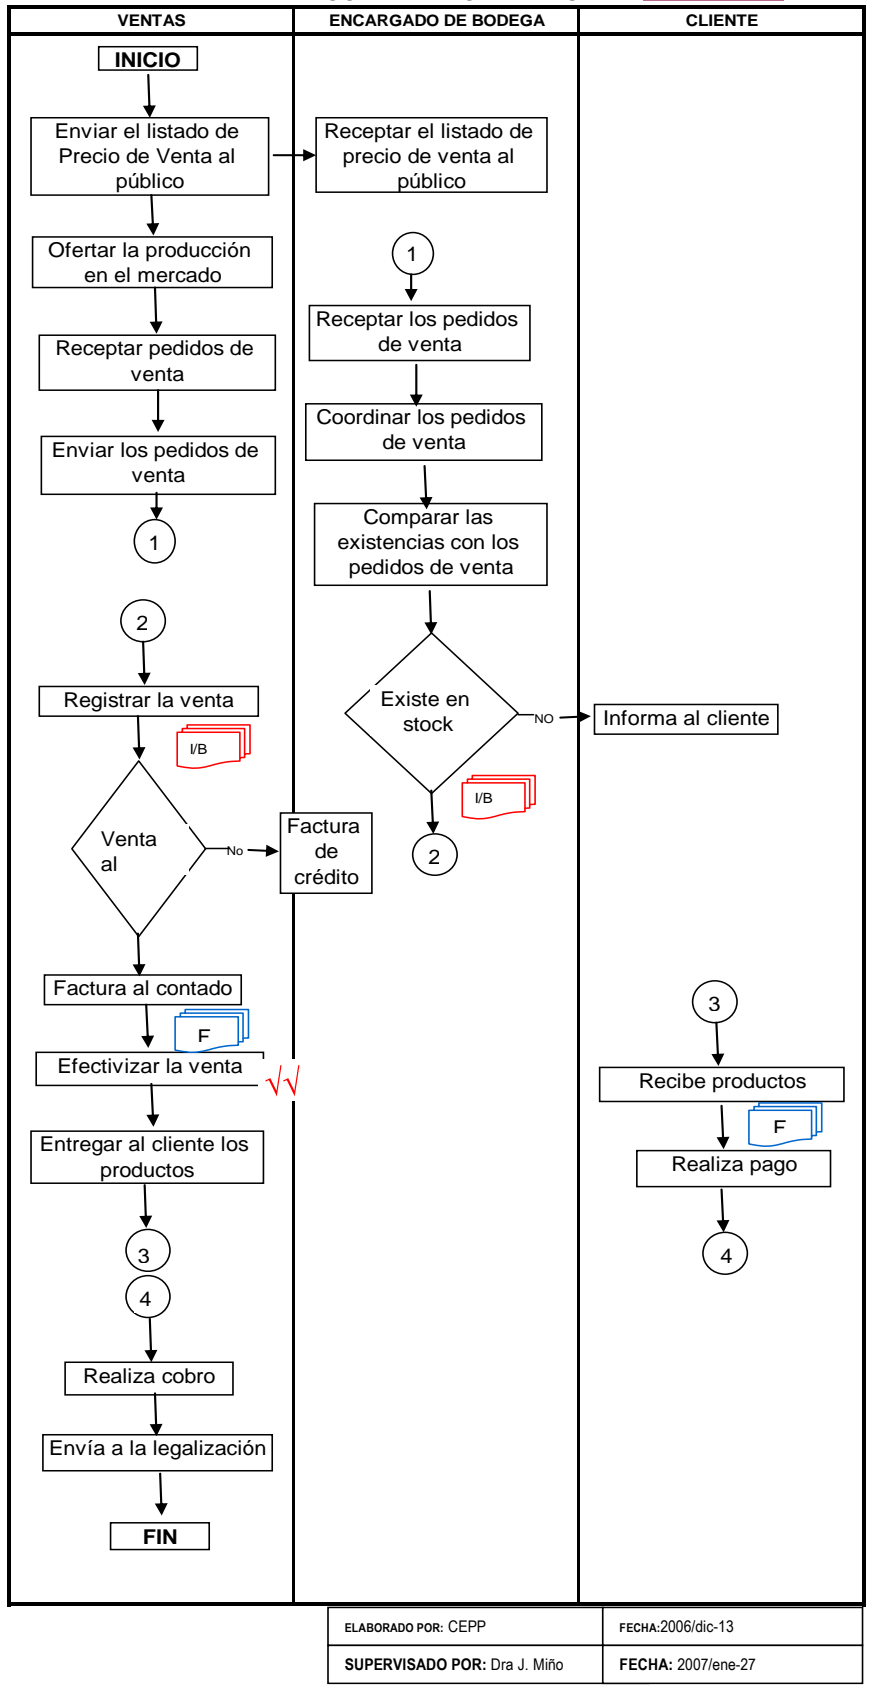 VENTAS
ENCARGADO DE BODEGA
CLIENTE
INICIO
Enviar el listado de
Precio de Venta al
público
Receptar el listado de
precio de venta al
público
Ofertar la producción
en el mercado
Receptar pedidos de
venta
Enviar los pedidos de
venta
1
1
Receptar los pedidos
de venta
Coordinar los pedidos
de venta
Comparar las
existencias con los
pedidos de venta
Existe en
stock
NO
Informa al cliente
I/B
2
2
Registrar la venta
I/B
Venta
al
No
Factura
de
crédito
Factura al contado
F
Efectivizar la venta
√√
Entregar al cliente los
productos
3
3
Recibe productos
F
Realiza pago
4
4
Realiza cobro
Envía a la legalización
FIN
ELABORADO POR: CEPP
FECHA:2006/dic-13
SUPERVISADO POR: Dra J. Miño
FECHA: 2007/ene-27